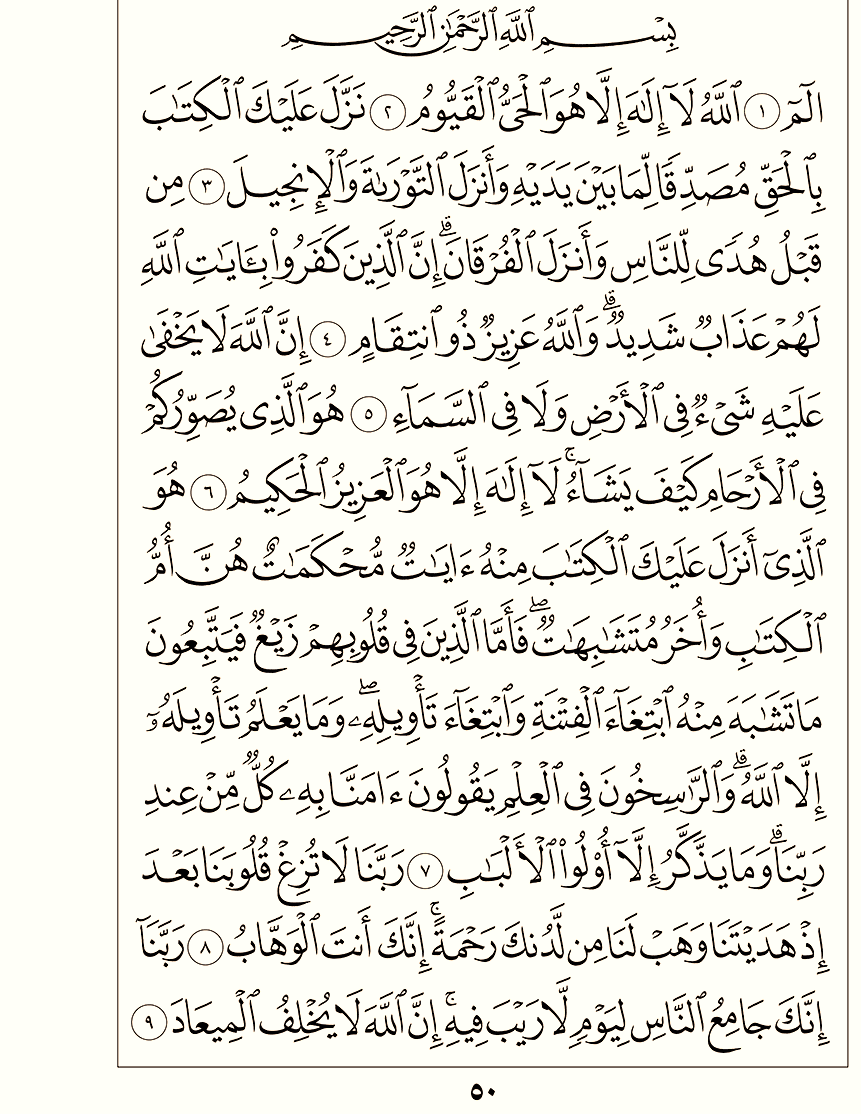 بِسْمِ ٱللَّهِ ٱلرَّحْمَٰنِ ٱلرَّحِيمِ
الٓمٓ ١ ٱللَّهُ لَآ إِلَٰهَ إِلَّا هُوَ ٱلْحَىُّ ٱلْقَيُّومُ ٢ نَزَّلَ عَلَيْكَ ٱلْكِتَٰبَ
بِٱلْحَقِّ مُصَدِّقًا لِّمَا بَيْنَ يَدَيْهِ وَأَنزَلَ ٱلتَّوْرَىٰةَ وَٱلْإِنجِيلَ ٣ مِن
قَبْلُ هُدًى لِّلنَّاسِ وَأَنزَلَ ٱلْفُرْقَانَ ۗ إِنَّ ٱلَّذِينَ كَفَرُوا۟ بِـَٔايَٰتِ ٱللَّهِ
لَهُمْ عَذَابٌ شَدِيدٌ ۗ وَٱللَّهُ عَزِيزٌ ذُو ٱنتِقَامٍ ٤ إِنَّ ٱللَّهَ لَا يَخْفَىٰ
عَلَيْهِ شَىْءٌ فِى ٱلْأَرْضِ وَلَا فِى ٱلسَّمَآءِ ٥ هُوَ ٱلَّذِى يُصَوِّرُكُمْ
فِى ٱلْأَرْحَامِ كَيْفَ يَشَآءُ ۚ لَآ إِلَٰهَ إِلَّا هُوَ ٱلْعَزِيزُ ٱلْحَكِيمُ ٦ هُوَ
ٱلَّذِىٓ أَنزَلَ عَلَيْكَ ٱلْكِتَٰبَ مِنْهُ ءَايَٰتٌ مُّحْكَمَٰتٌ هُنَّ أُمُّ
ٱلْكِتَٰبِ وَأُخَرُ مُتَشَٰبِهَٰتٌ ۖ فَأَمَّا ٱلَّذِينَ فِى قُلُوبِهِمْ زَيْغٌ فَيَتَّبِعُونَ
مَا تَشَٰبَهَ مِنْهُ ٱبْتِغَآءَ ٱلْفِتْنَةِ وَٱبْتِغَآءَ تَأْوِيلِهِۦ ۗ وَمَا يَعْلَمُ تَأْوِيلَهُۥٓ
إِلَّا ٱللَّهُ ۗ وَٱلرَّٰسِخُونَ فِى ٱلْعِلْمِ يَقُولُونَ ءَامَنَّا بِهِۦ كُلٌّ مِّنْ عِندِ
رَبِّنَا ۗ وَمَا يَذَّكَّرُ إِلَّآ أُو۟لُوا۟ ٱلْأَلْبَٰبِ ٧ رَبَّنَا لَا تُزِغْ قُلُوبَنَا بَعْدَ
إِذْ هَدَيْتَنَا وَهَبْ لَنَا مِن لَّدُنكَ رَحْمَةً ۚ إِنَّكَ أَنتَ ٱلْوَهَّابُ ٨ رَبَّنَآ
إِنَّكَ جَامِعُ ٱلنَّاسِ لِيَوْمٍ لَّا رَيْبَ فِيهِ ۚ إِنَّ ٱللَّهَ لَا يُخْلِفُ ٱلْمِيعَادَ ٩
٥٠